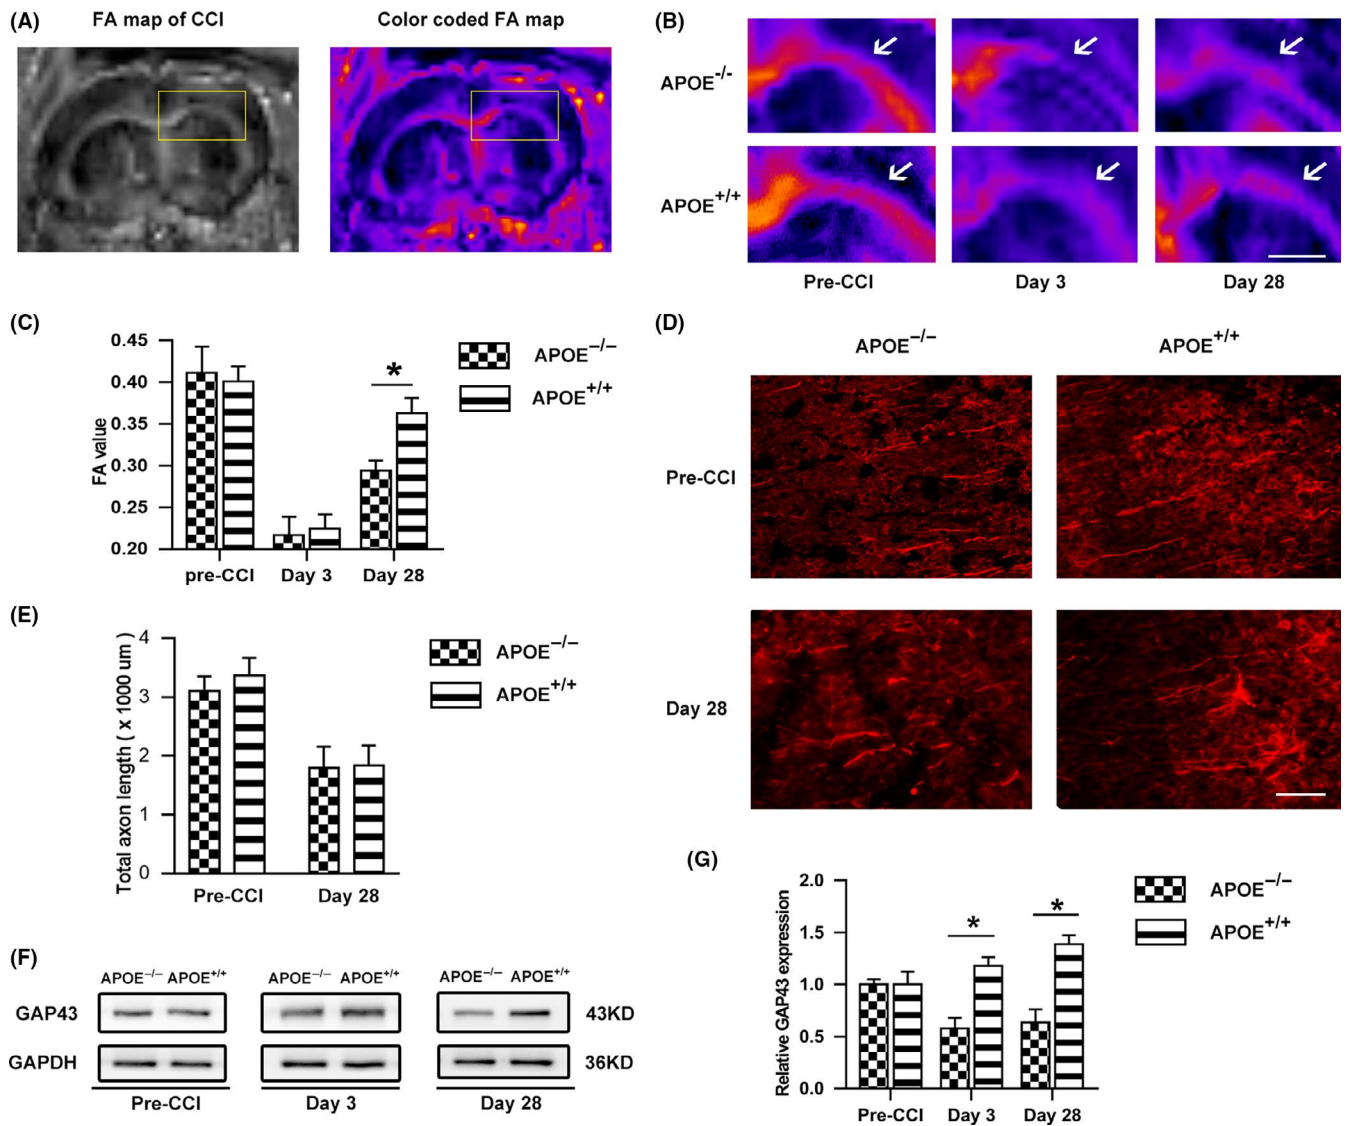 (A)
FA map of CCI
Color coded FA map
(B)
APOE-/-
APOE+/+
Pre-CCI
Day 3
Day 28
(C)
0.45
0.40
0.35
0.30
0.25
0.20
FA value
*
pre-CCI
Day 3
Day 28
APOE−/−
APOE+/+
(D)
APOE−/−
APOE+/+
Pre-CCI
Day 28
(E)
4
3
2
1
0
Total axon length ( x 1000 um )
Pre-CCI
Day 28
APOE−/−
APOE+/+
(F)
APOE−/− APOE+/+
APOE−/− APOE+/+
APOE−/− APOE+/+
GAP43
43KD
GAPDH
36KD
Pre-CCI
Day 3
Day 28
(G)
2.0
1.5
1.0
0.5
0.0
Relative GAP43 expression
*
*
Pre-CCI
Day 3
Day 28
APOE−/−
APOE+/+